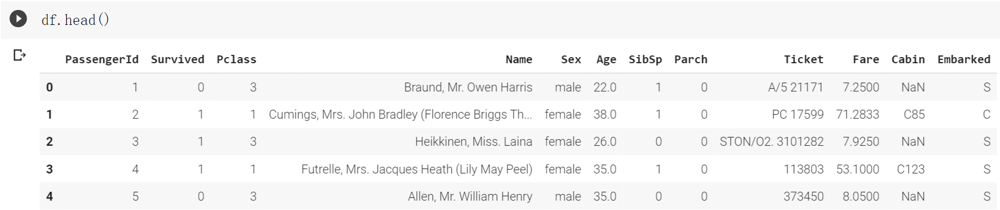 df.head()
PassengerId Survived Pclass Name Sex Age SibSp Parch Ticket Fare Cabin Embarked
0 1 0 3 Braund, Mr. Owen Harris male 22.0 1 0 A/5 21171 7.2500 NaN S
1 2 1 1 Cumings, Mrs. John Bradley (Florence Briggs Th... female 38.0 1 0 PC 17599 71.2833 C85 C
2 3 1 3 Heikkinen, Miss. Laina female 26.0 0 0 STON/O2. 3101282 7.9250 NaN S
3 4 1 1 Futrelle, Mrs. Jacques Heath (Lily May Peel) female 35.0 1 0 113803 53.1000 C123 S
4 5 0 3 Allen, Mr. William Henry male 35.0 0 0 373450 8.0500 NaN S